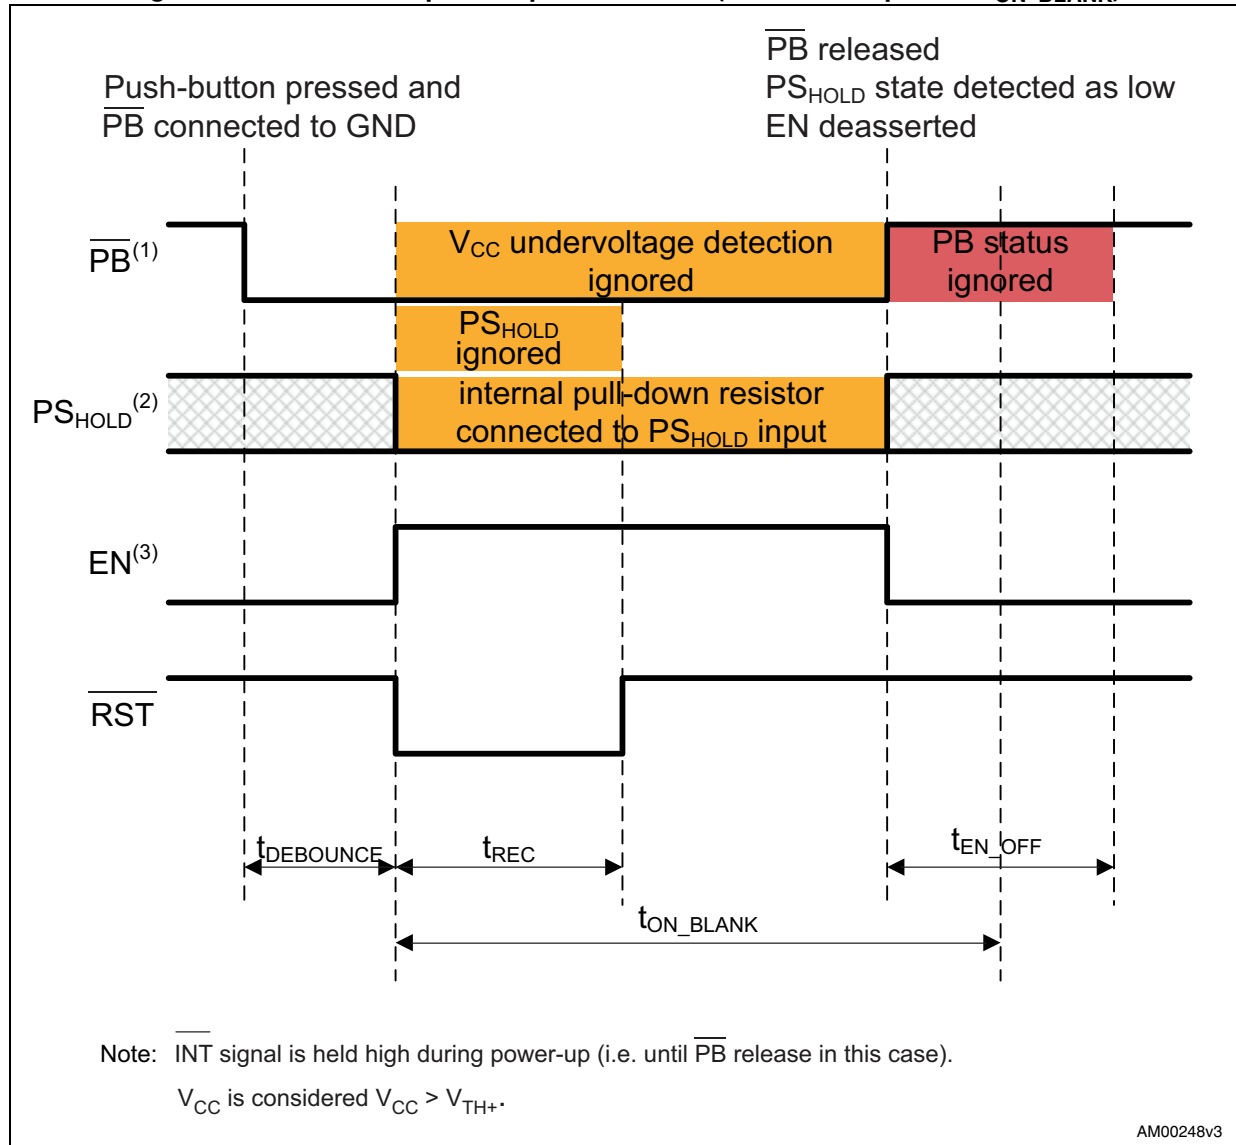 Push-button pressed and
PB connected to GND
PB released
PSHOLD state detected as low
EN deasserted
PB(1)
VCC undervoltage detection
ignored
PB status
ignored
PSHOLD
ignored
PSHOLD(2)
internal pull-down resistor
connected to PSHOLD input
EN(3)
RST
tDEBOUNCE
tREC
tEN_OFF
tON_BLANK
Note: INT signal is held high during power-up (i.e. until PB release in this case).
VCC is considered VCC > VTH+.
AM00248v3